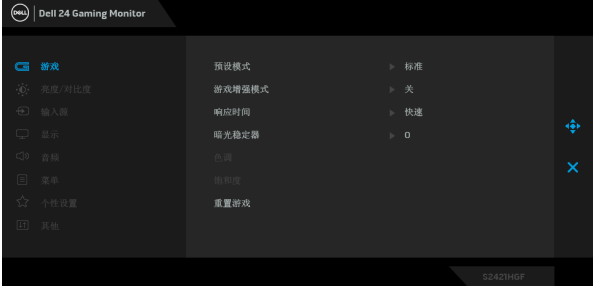 DELL
Dell 24 Gaming Monitor
游戏
预设模式
标准
亮度/对比度
游戏增强模式
关
输入源
响应时间
快速
显示
暗光稳定器
0
音频
色调
菜单
饱和度
个性设置
重置游戏
其他
S2421HGF